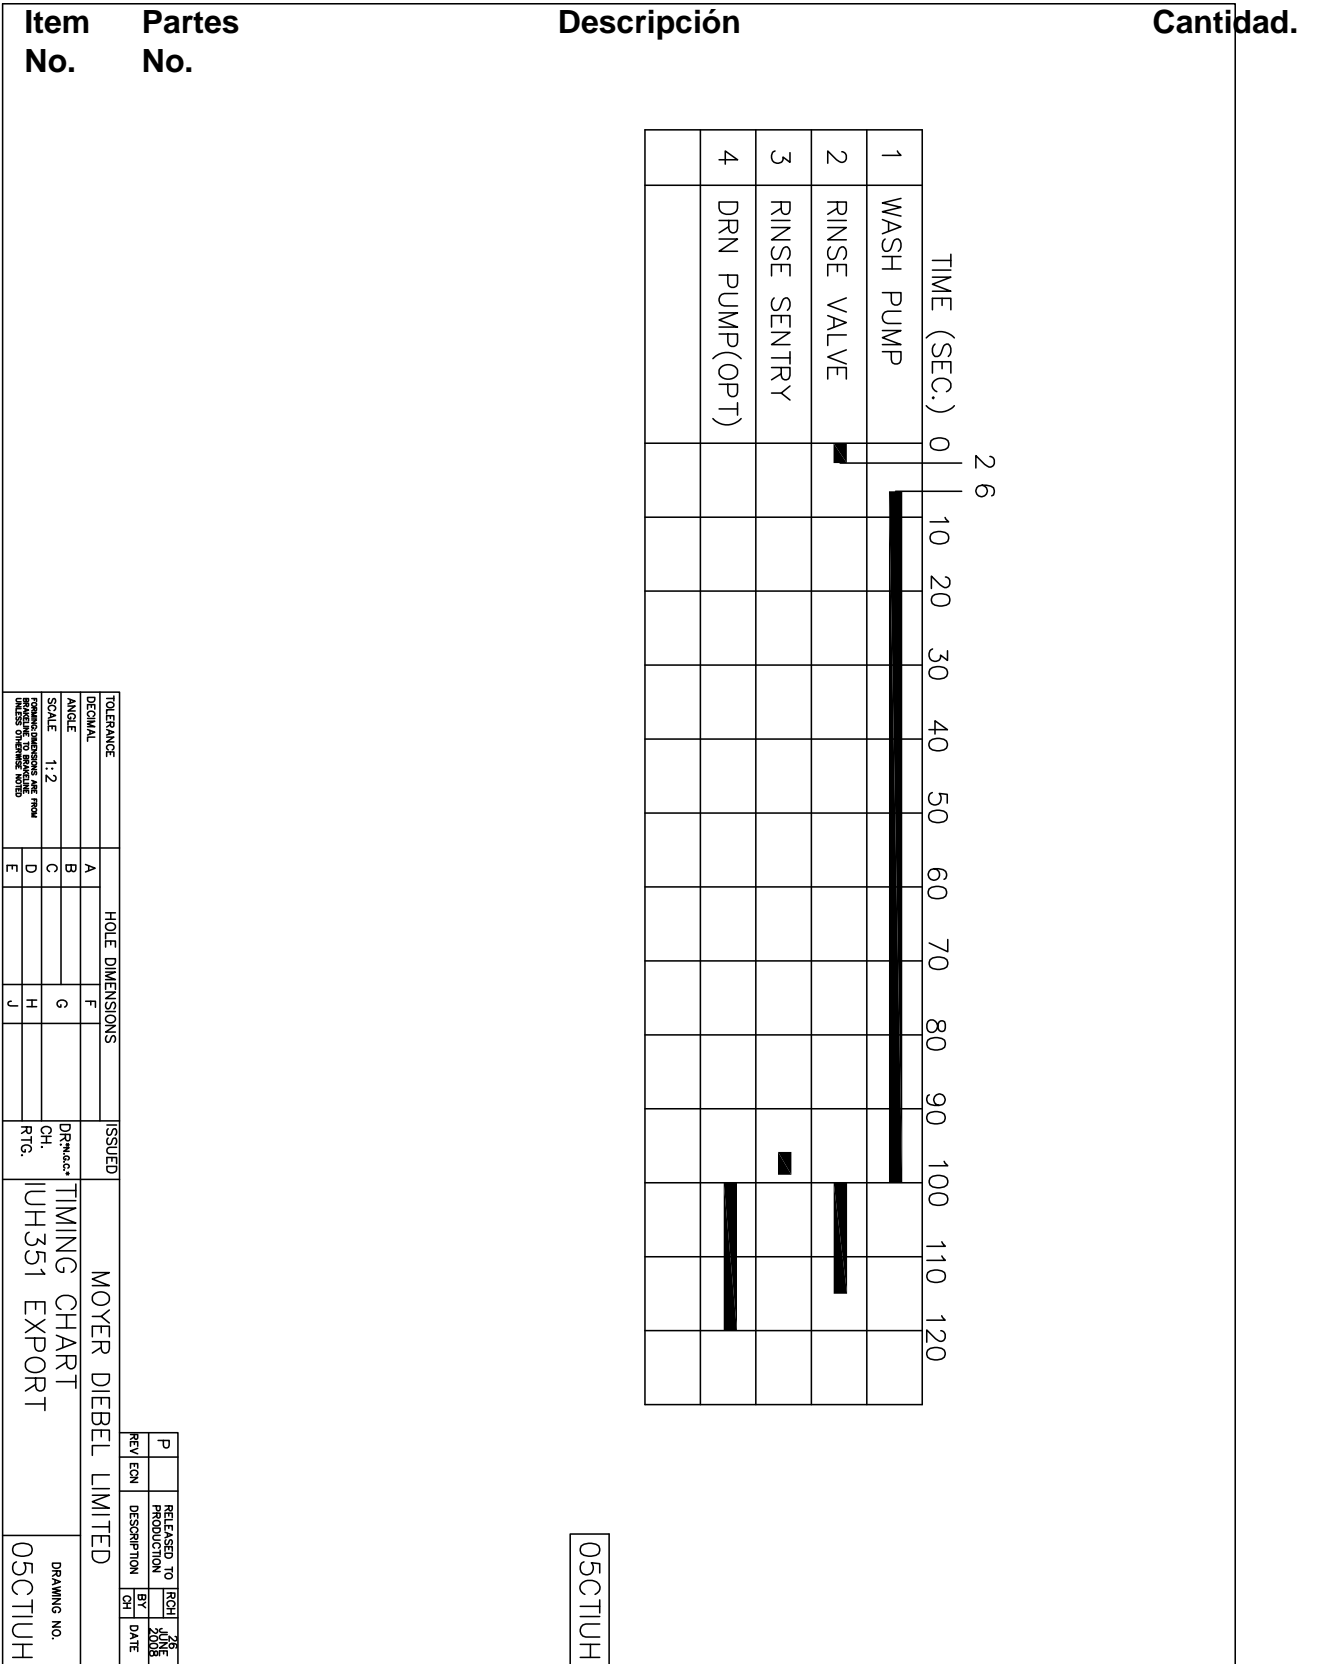 Item Partes Descripción Cantidad.
No. No.
2 6
TIME (SEC.) 0 10 20 30 40 50 60 70 80 90 100 110 120
1 WASH PUMP
2 RINSE VALVE
3 RINSE SENTRY
4 DRN PUMP(OPT)
05CTIUH
P RELEASED TO PRODUCTION RCH 26 JUNE 2008
REV ECN DESCRIPTION BY CH DATE
TOLERANCE
DECIMAL
ANGLE
SCALE 1:2
FORMING:DIMENSIONS ARE FROM
BRAKELINE TO BRAKELINE
UNLESS OTHERWISE NOTED
HOLE DIMENSIONS
A F
B G
C
D H
E J
ISSUED
DR.*N.G.C.*
CH.
RTG.
MOYER DIEBEL LIMITED
TIMING CHART
IUH351 EXPORT
DRAWING NO.
05CTIUH